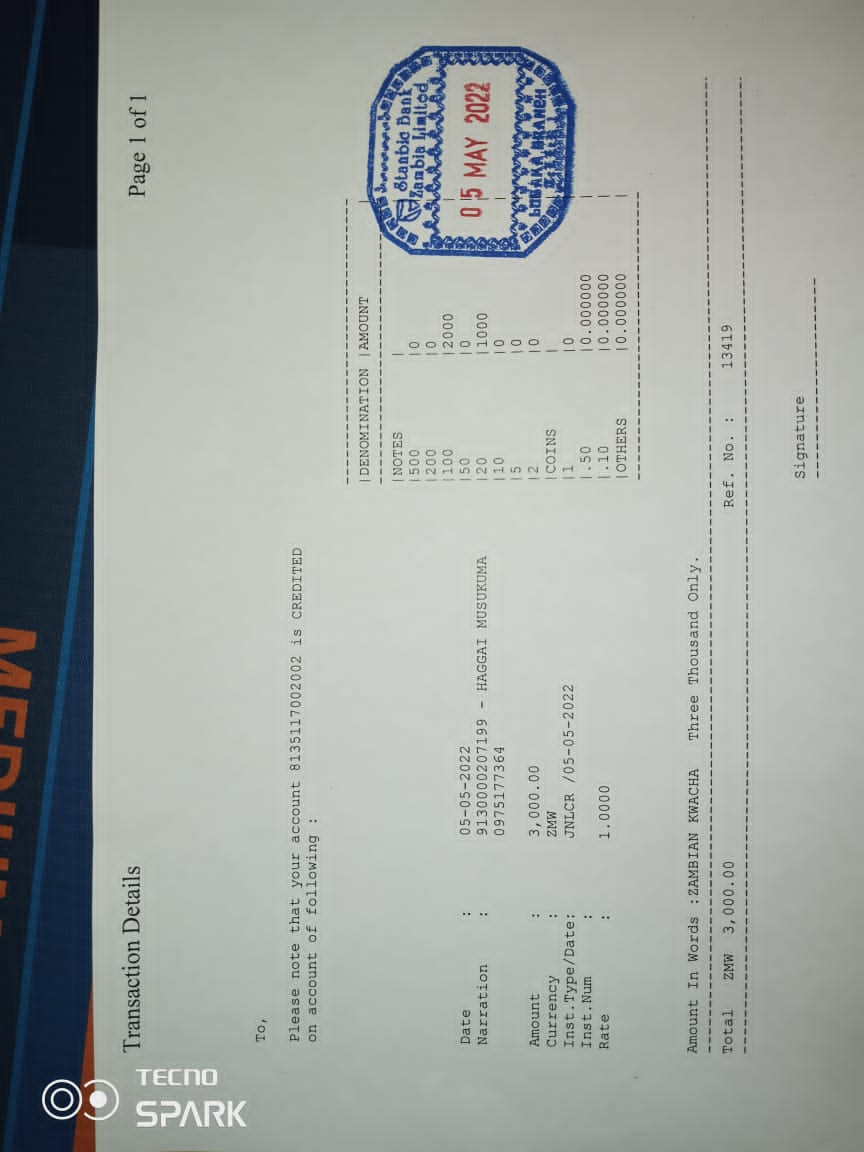 Transaction Details
Page 1 of 1
To,
Please note that your account 8135117002002 is CREDITED
on account of following :
|DENOMINATION |AMOUNT |
|NOTES | |
|500 |0 |
|200 |0
|100 |2000
|50 |0
|20 |1000
|10 |0
|5 |0
|2 |0
|COINS |
|1 |0
|.50 |0.000000 |
|.10 |0.000000 |
|OTHERS |0.000000 |
Stanbic Bank
Zambia Limited
05 MAY 2022
LUSAKA BRANCH
Date : 05-05-2022
Narration : 9130000207199 - HAGGAI MUSUKUMA
0975177364
Amount : 3,000.00
Currency : ZMW
Inst.Type/Date: JNLCR /05-05-2022
Inst.Num :
Rate : 1.0000
Amount In Words :ZAMBIAN KWACHA Three Thousand Only.
Total ZMW 3,000.00 Ref. No. : 13419
Signature
TECNO
SPARK